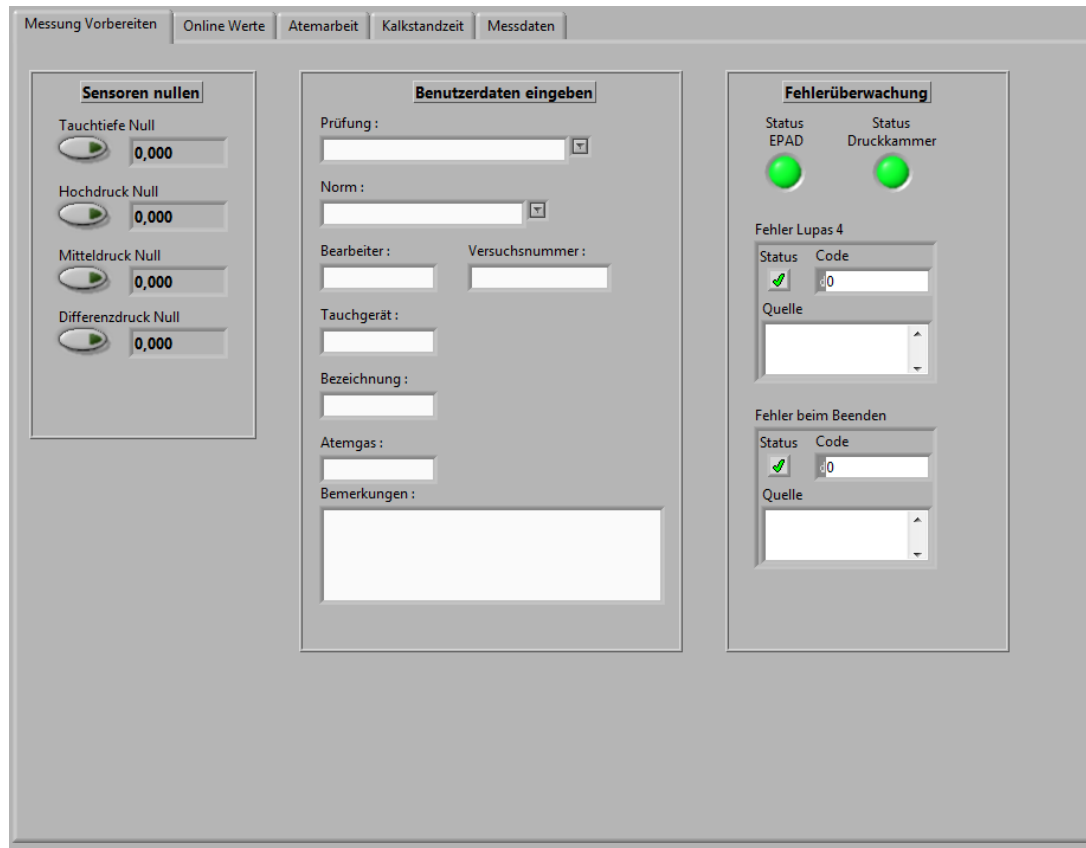 Messung Vorbereiten
Online Werte
Atemarbeit
Kalkstandzeit
Messdaten
Sensoren nullen
Tauchtiefe Null
0,000
Hochdruck Null
0,000
Mitteldruck Null
0,000
Differenzdruck Null
0,000
Benutzerdaten eingeben
Prüfung :
Norm :
Bearbeiter :
Versuchsnummer :
Tauchgerät :
Bezeichnung :
Atemgas :
Bemerkungen :
Fehlerüberwachung
Status
EPAD
Status
Druckkammer
Fehler Lupas 4
Status
Code
d0
Quelle
Fehler beim Beenden
Status
Code
d0
Quelle